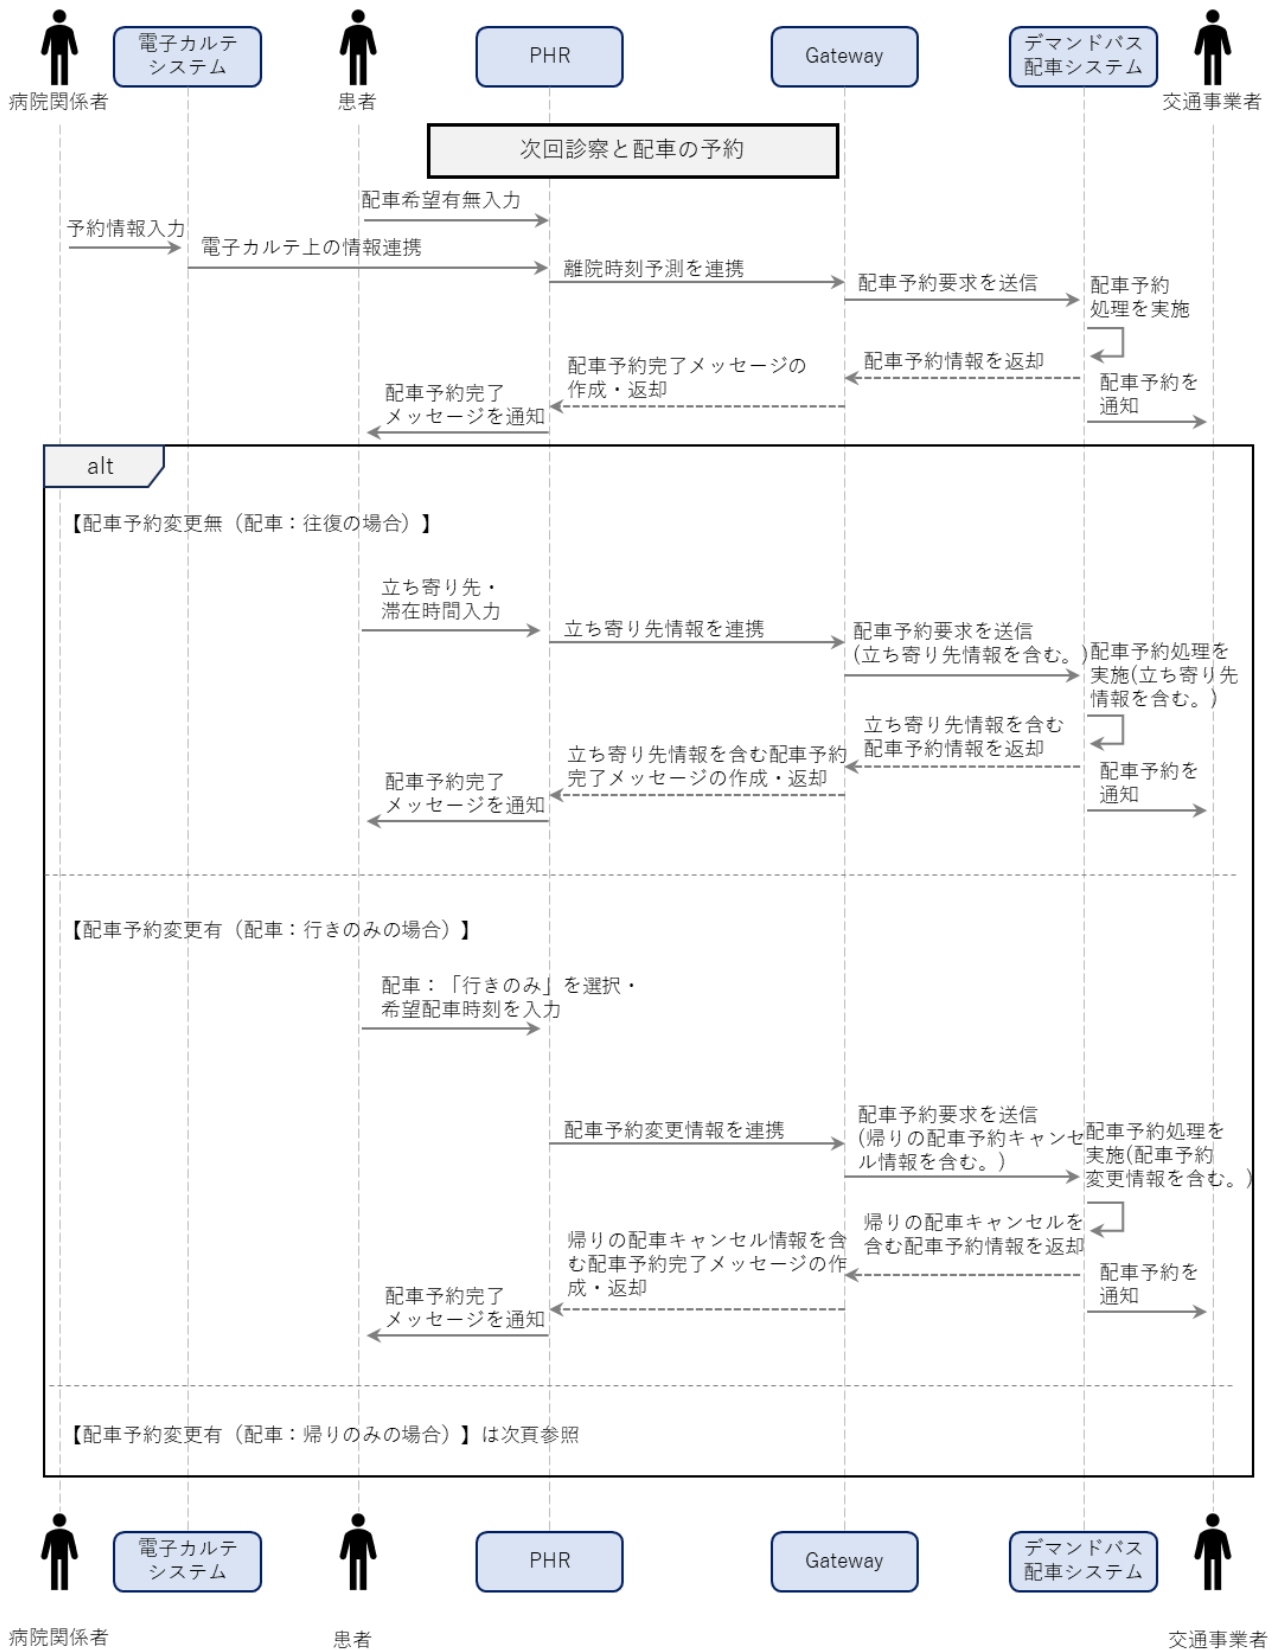 電子カルテ
システム
PHR
Gateway
デマンドバス
配車システム
病院関係者
患者
交通事業者
次回診察と配車の予約
配車希望有無入力
予約情報入力
電子カルテ上の情報連携
離院時刻予測を連携
配車予約要求を送信
配車予約
処理を実施
配車予約情報を返却
配車予約完了メッセージの
作成・返却
配車予約完了
メッセージを通知
配車予約を
通知
alt
【配車予約変更無（配車：往復の場合）】
立ち寄り先・
滞在時間入力
立ち寄り先情報を連携
配車予約要求を送信
(立ち寄り先情報を含む。)
配車予約処理を
実施(立ち寄り先
情報を含む。)
立ち寄り先情報を含む
配車予約情報を返却
立ち寄り先情報を含む配車予約
完了メッセージの作成・返却
配車予約完了
メッセージを通知
配車予約を
通知
【配車予約変更有（配車：行きのみの場合）】
配車：「行きのみ」を選択・
希望配車時刻を入力
配車予約変更情報を連携
配車予約要求を送信
(帰りの配車予約キャンセ
ル情報を含む。)
配車予約処理を
実施(配車予約
変更情報を含む。)
帰りの配車キャンセルを
含む配車予約情報を返却
帰りの配車キャンセル情報を含
む配車予約完了メッセージの作
成・返却
配車予約完了
メッセージを通知
配車予約を
通知
【配車予約変更有（配車：帰りのみの場合）】は次頁参照
電子カルテ
システム
PHR
Gateway
デマンドバス
配車システム
病院関係者
患者
交通事業者